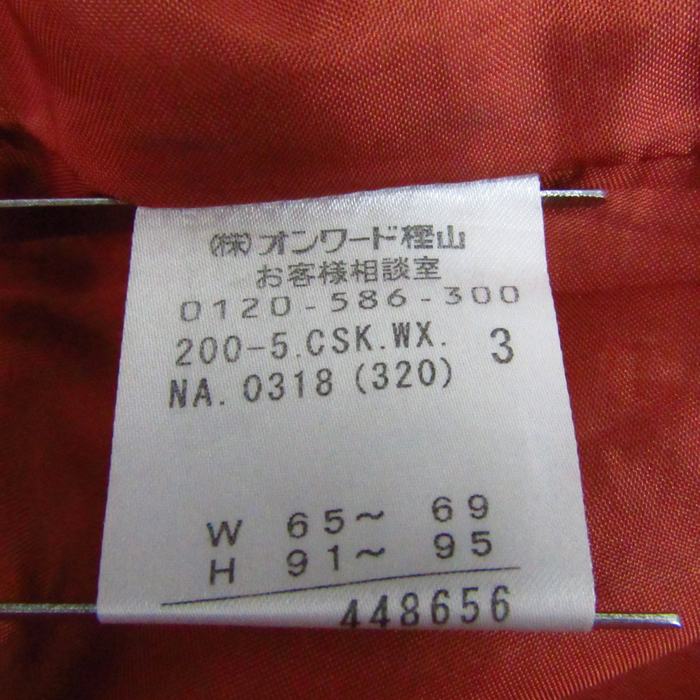 (株)オンワード樫山
お客様相談室
0120-586-300
200-5.CSK.WX. 3
NA.0318(320)
W 65~ 69
H 91~ 95
448656